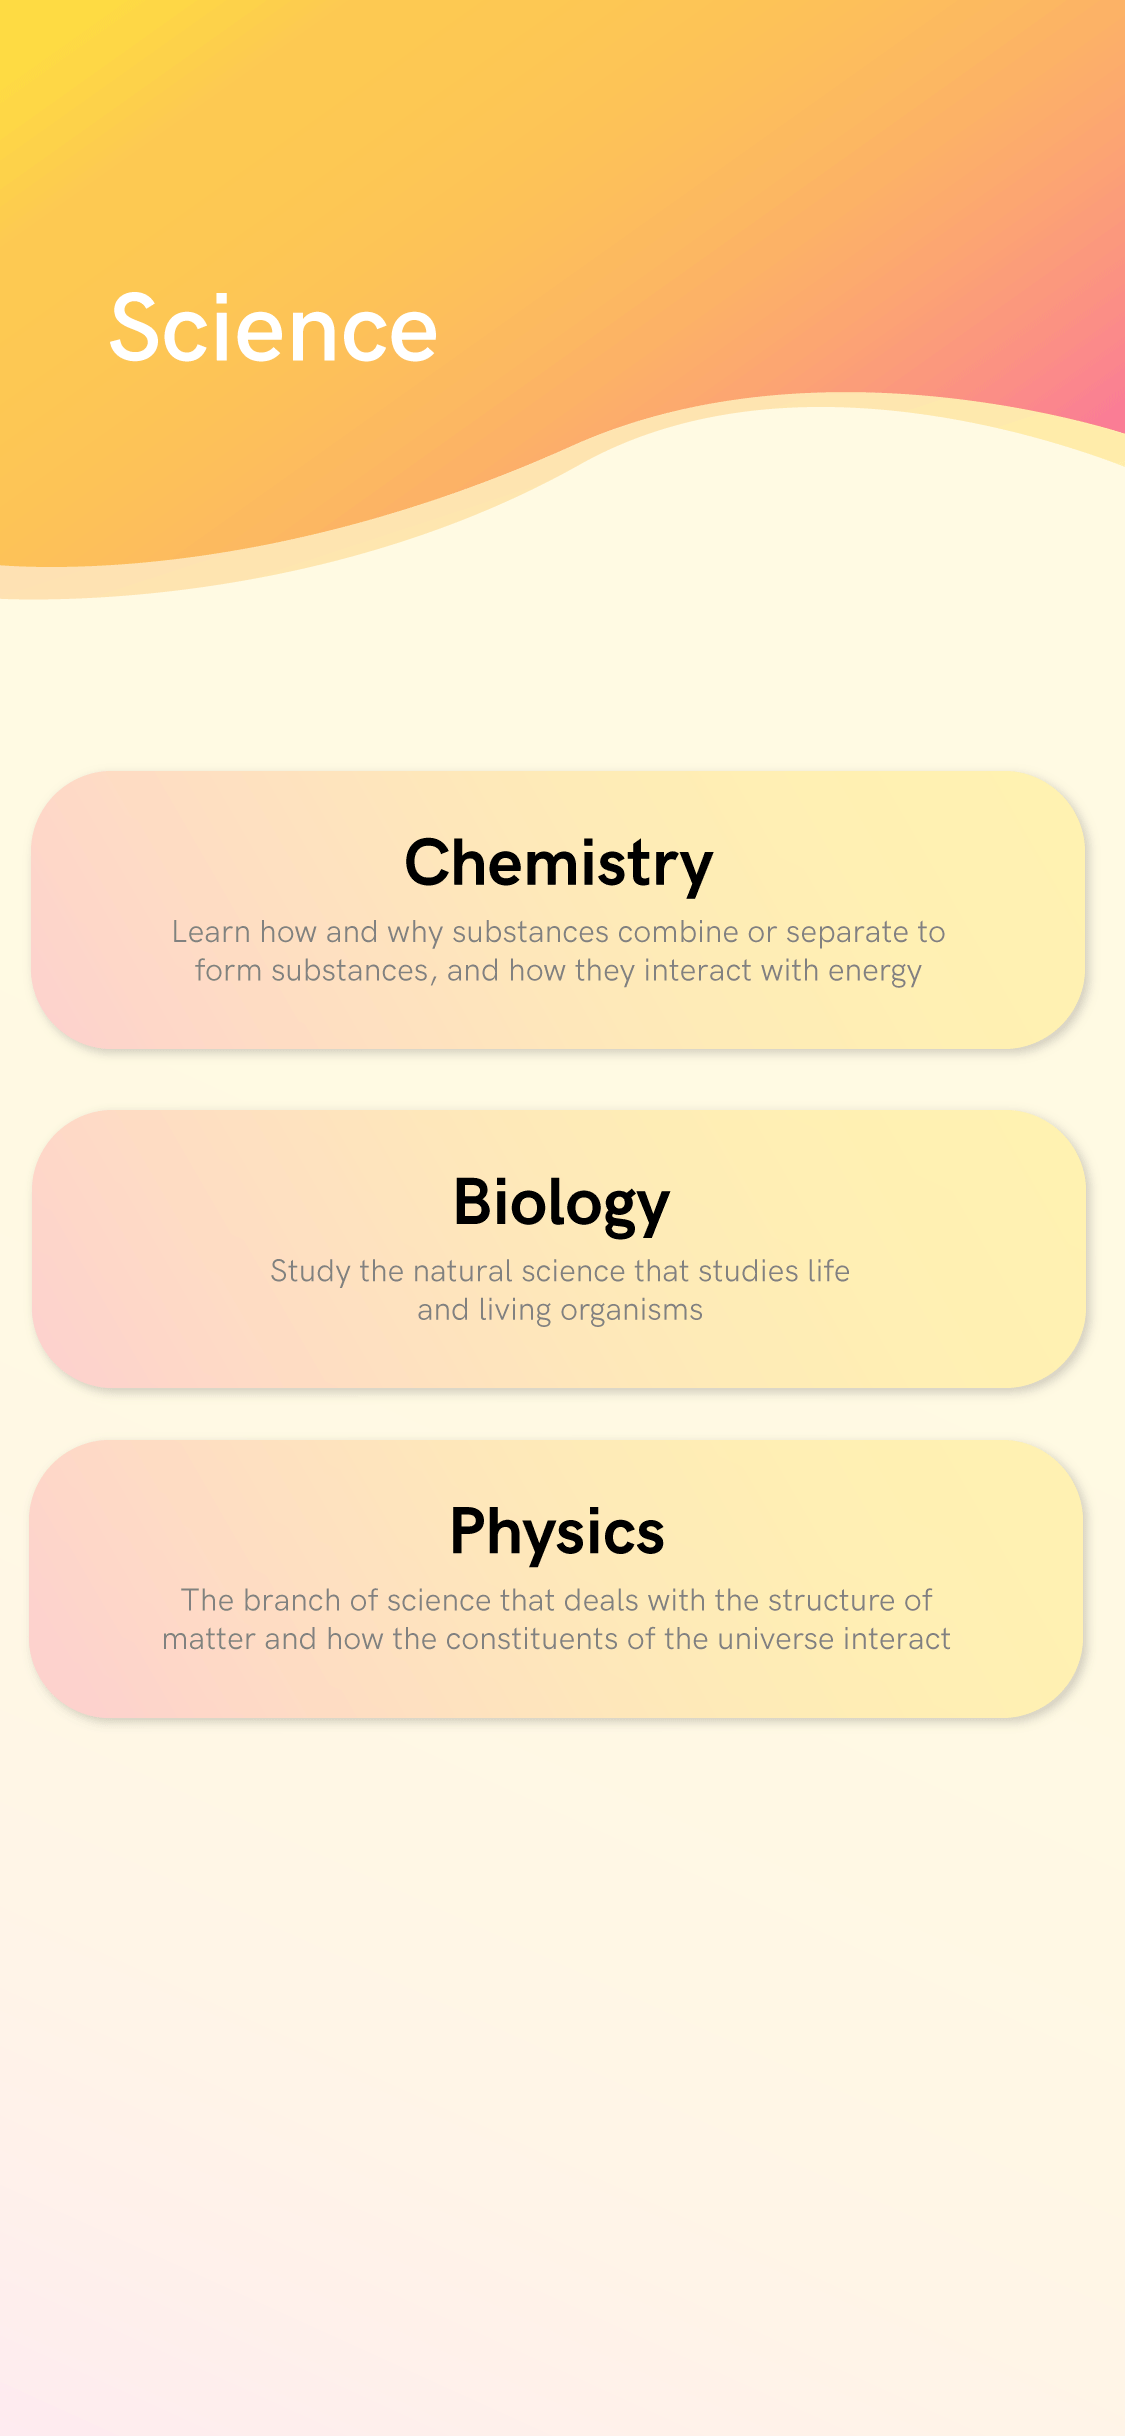 Science
Chemistry
Learn how and why substances combine or separate to
form substances, and how they interact with energy
Biology
Study the natural science that studies life
and living organisms
Physics
The branch of science that deals with the structure of
matter and how the constituents of the universe interact